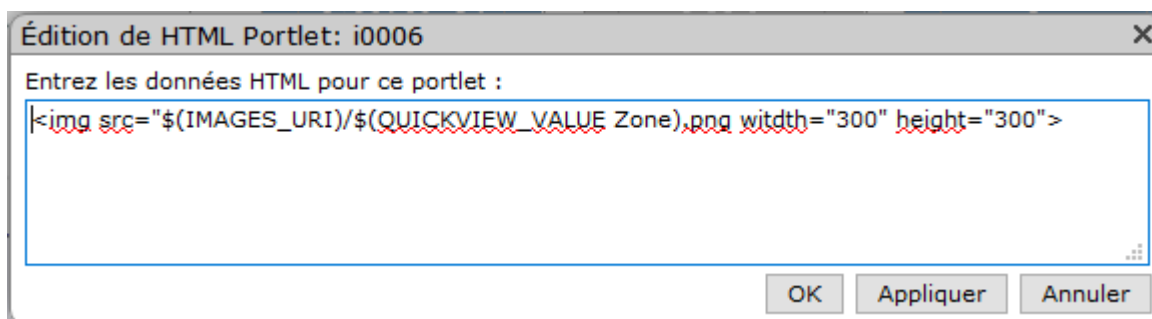 Édition de HTML Portlet: i0006
Entrez les données HTML pour ce portlet :
<img src="$(IMAGES_URI)/$(QUICKVIEW_VALUE Zone).png witdth="300" height="300">
OK Appliquer Annuler